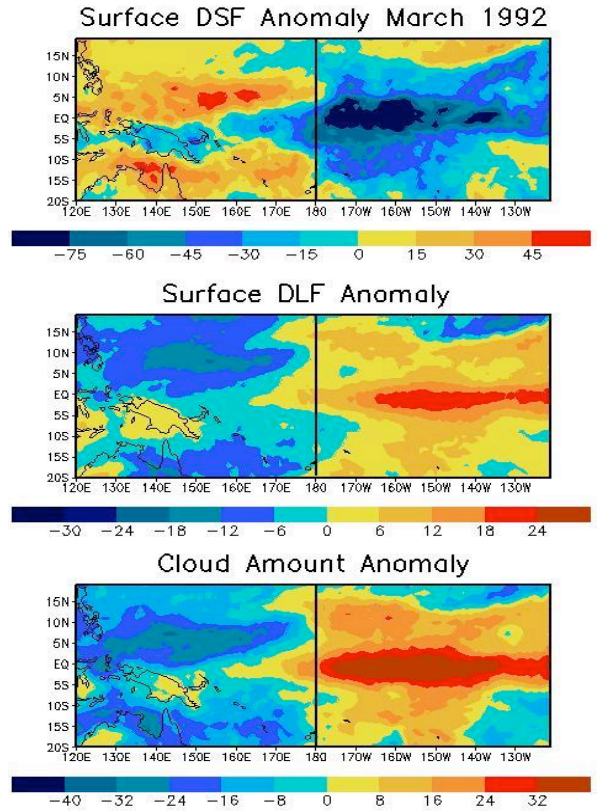 Surface DSF Anomaly March 1992
15N
10N
5N
EQ
5S
10S
15S
20S
120E 130E 140E 150E 160E 180 170W 160W 150W 140W 130W
−75 −60 −45 −30 −15 0 15 30 45
Surface DLF Anomaly
15N
10N
5N
EQ
5S
10S
15S
20S
120E 130E 140E 150E 160E 180 170W 160W 150W 140W 130W
−30 −24 −18 −12 −6 0 6 12 18 24
Cloud Amount Anomaly
15N
10N
5N
EQ
5S
10S
15S
20S
120E 130E 140E 150E 160E 180 170W 160W 150W 140W 130W
−40 −32 −24 −16 −8 0 8 16 24 32